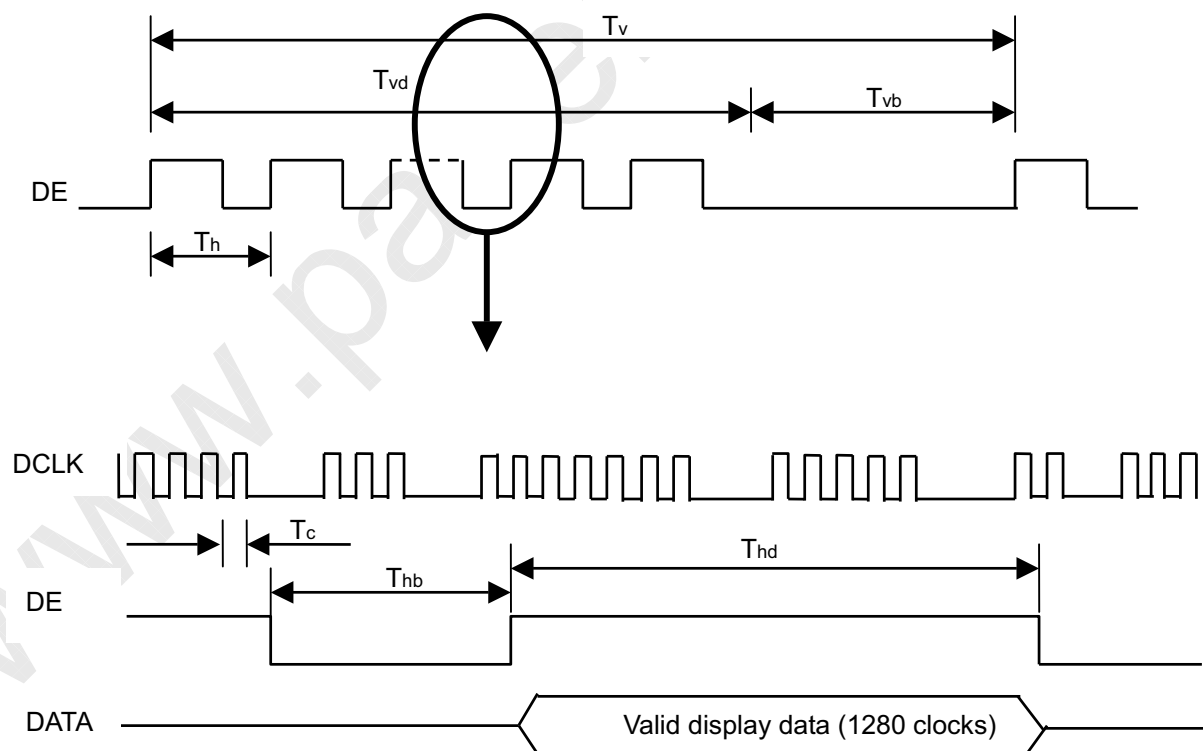 Tv
Tvd
Tvb
DE
Th
DCLK
Tc
Thd
Thb
DE
DATA
Valid display data (1280 clocks)